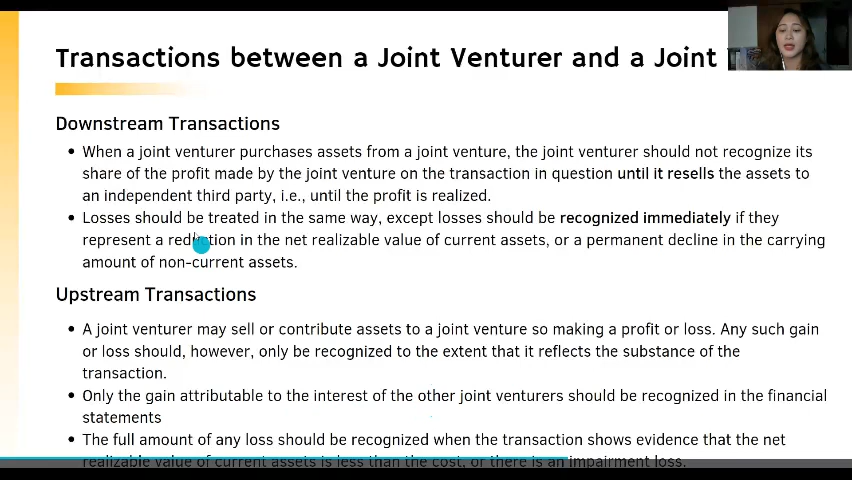 Transactions between a Joint Venturer and a Joint
Downstream Transactions
• When a joint venturer purchases assets from a joint venture, the joint venturer should not recognize its
share of the profit made by the joint venture on the transaction in question until it resells the assets to
an independent third party, i.e., until the profit is realized.
• Losses should be treated in the same way, except losses should be recognized immediately if they
represent a reduction in the net realizable value of current assets, or a permanent decline in the carrying
amount of non-current assets.
Upstream Transactions
• A joint venturer may sell or contribute assets to a joint venture so making a profit or loss. Any such gain
or loss should, however, only be recognized to the extent that it reflects the substance of the
transaction.
• Only the gain attributable to the interest of the other joint venturers should be recognized in the financial
statements
• The full amount of any loss should be recognized when the transaction shows evidence that the net
realizable value of current assets is less than the cost, or there is an impairment loss.